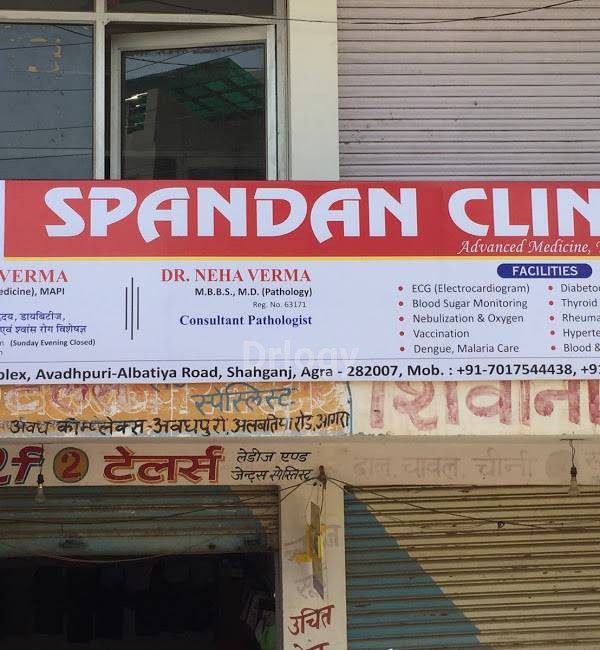 SPANDAN CLIN
Advanced Medicine,
VERMA
edicine), MAPI
हृदय, डायबिटीज,
एवं श्वांस रोग विशेषज्ञ
(Sunday Evening Closed)
DR. NEHA VERMA
M.B.B.S., M.D. (Pathology)
Reg. No. 63171
Consultant Pathologist
FACILITIES
• ECG (Electrocardiogram)
• Blood Sugar Monitoring
• Nebulization & Oxygen
• Vaccination
• Dengue, Malaria Care
• Diabeto
• Thyroid
• Rheuma
• Hyperte
• Blood &
plex, Avadhpuri-Albatiya Road, Shahganj, Agra - 282007, Mob. : +91-7017544438, +9
Drlogy
स्पेस्लिस्ट
अवध कोम्प्लेक्स-अवधपुरी, अलबतिया रोड, आगरा
शिवानी
2 टेलर्स
लेडीज एण्ड
जेन्ट्स स्पेस्लिस्ट
दाल, चावल, चीनी
उचित